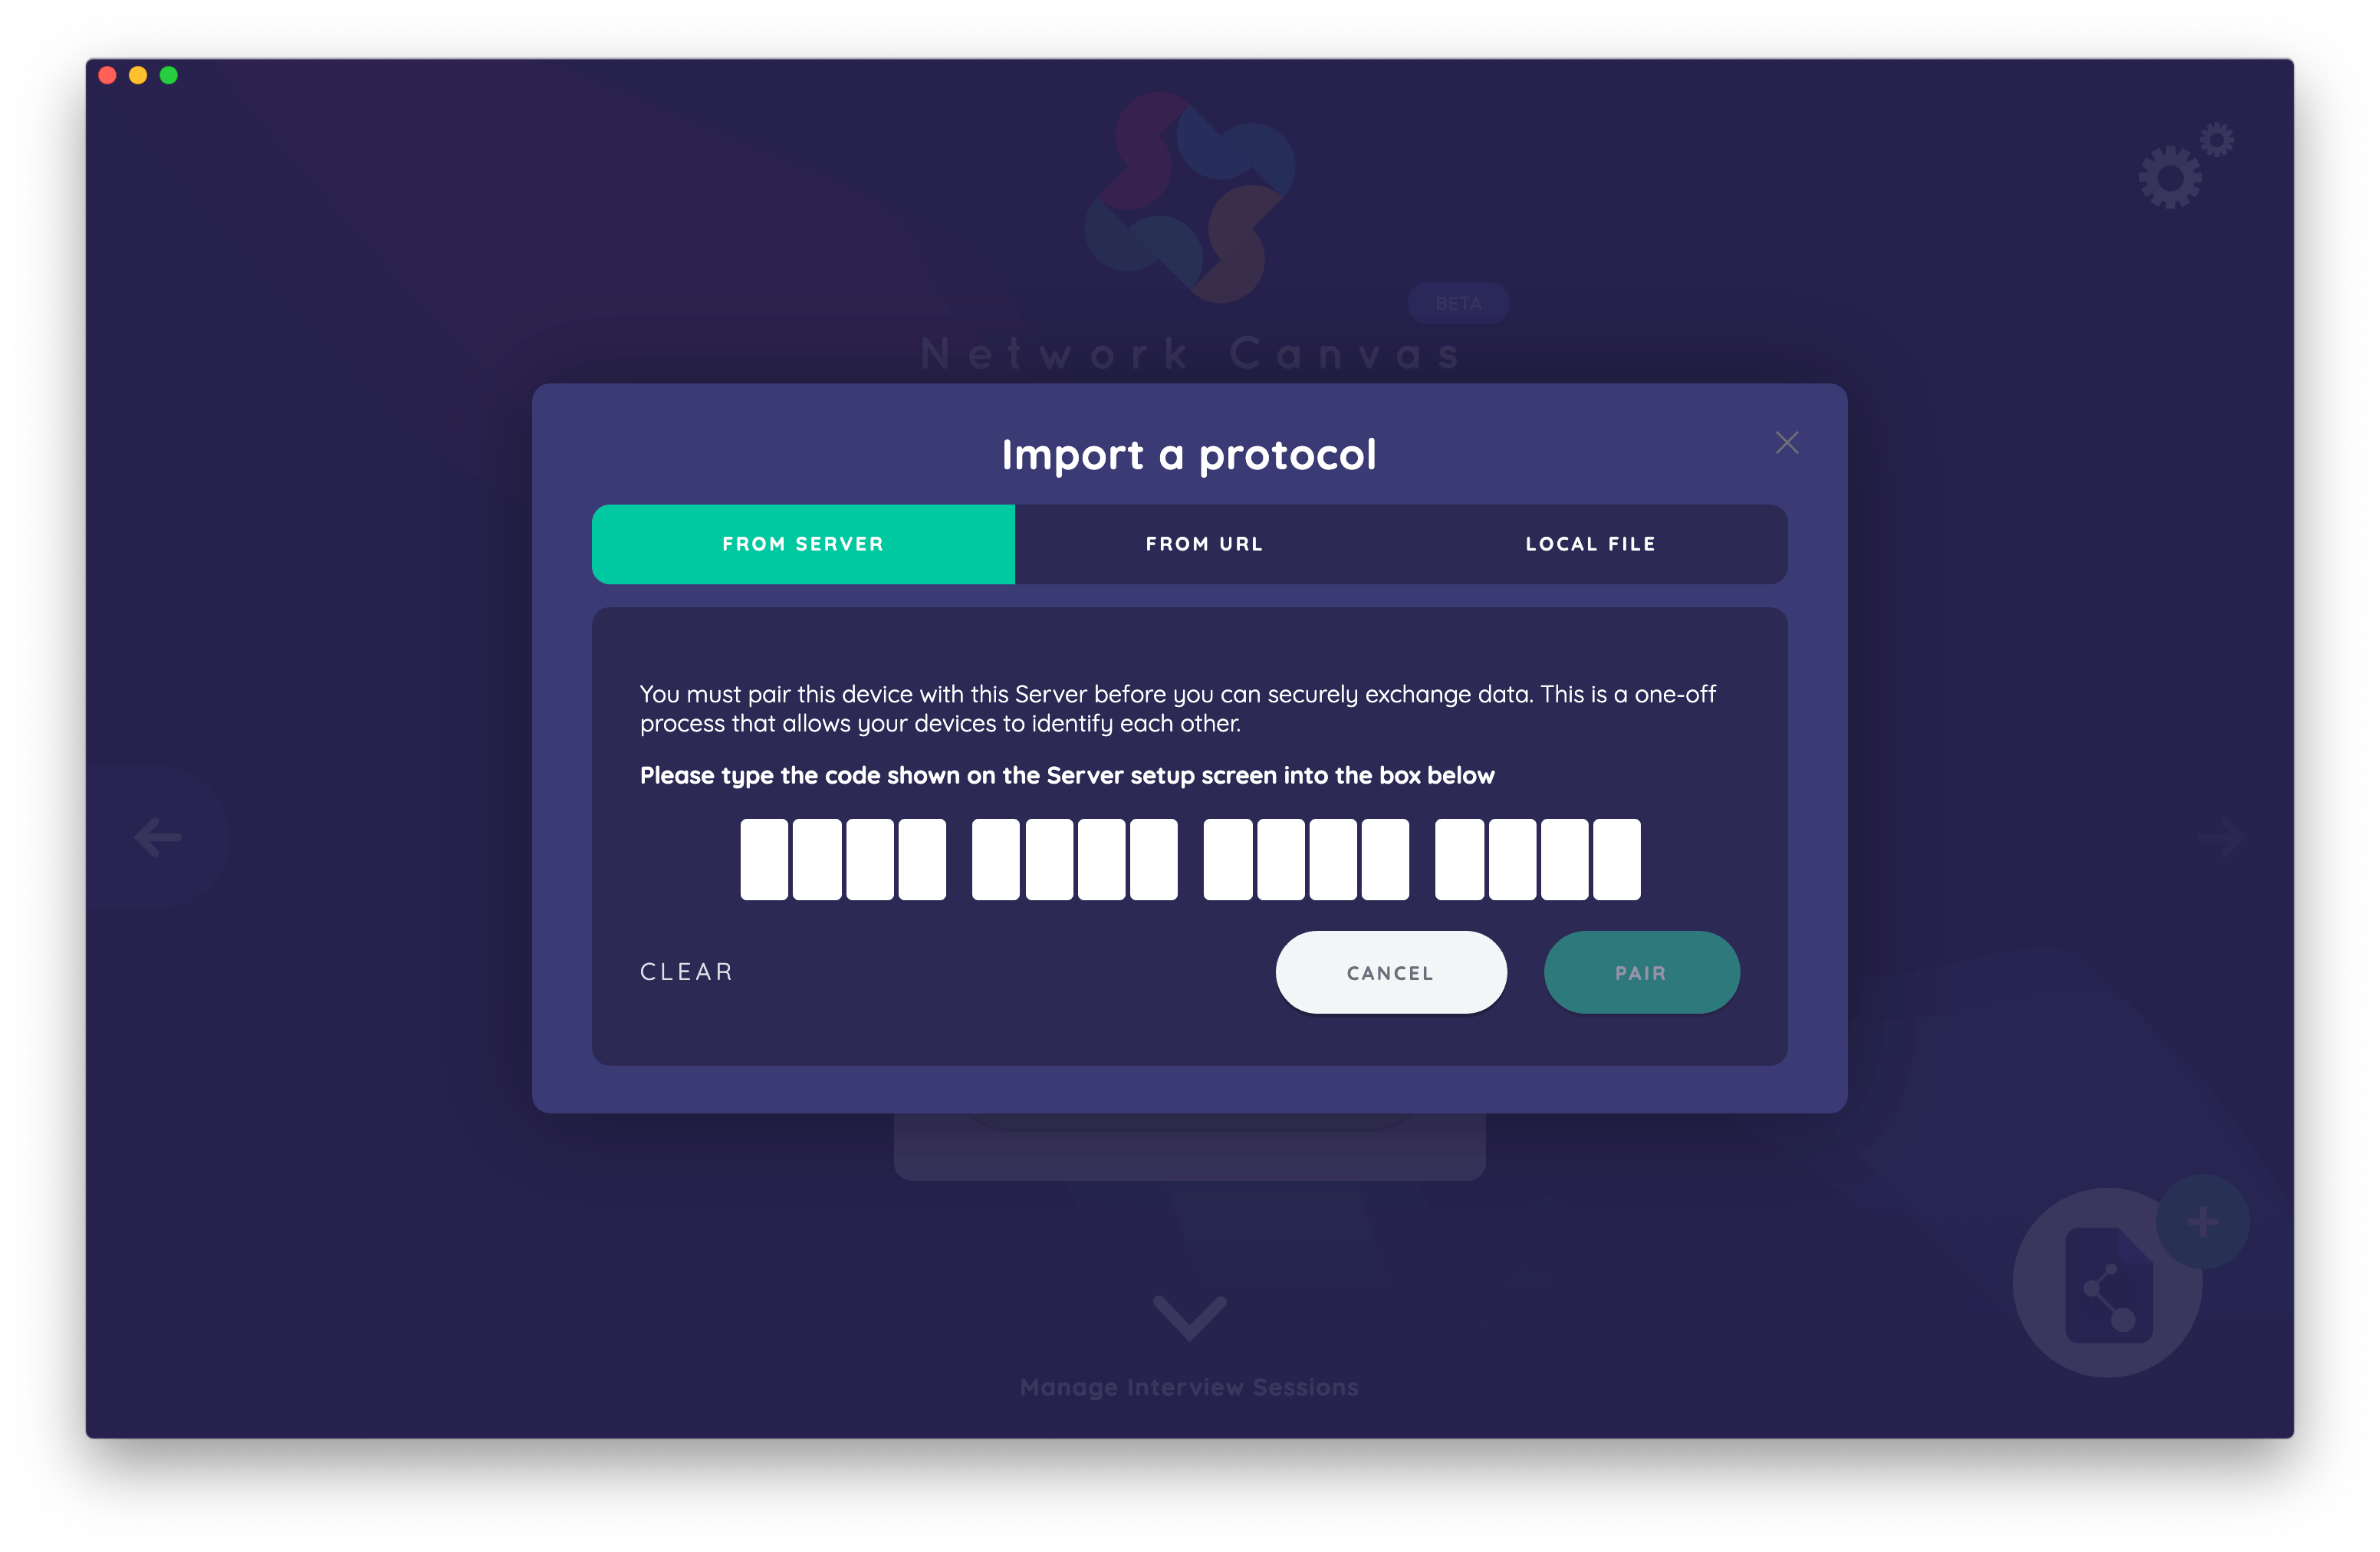 BETA
Network Canvas
Import a protocol
FROM SERVER FROM URL LOCAL FILE
You must pair this device with this Server before you can securely exchange data. This is a one-off
process that allows your devices to identify each other.
Please type the code shown on the Server setup screen into the box below
CLEAR CANCEL PAIR
Manage Interview Sessions